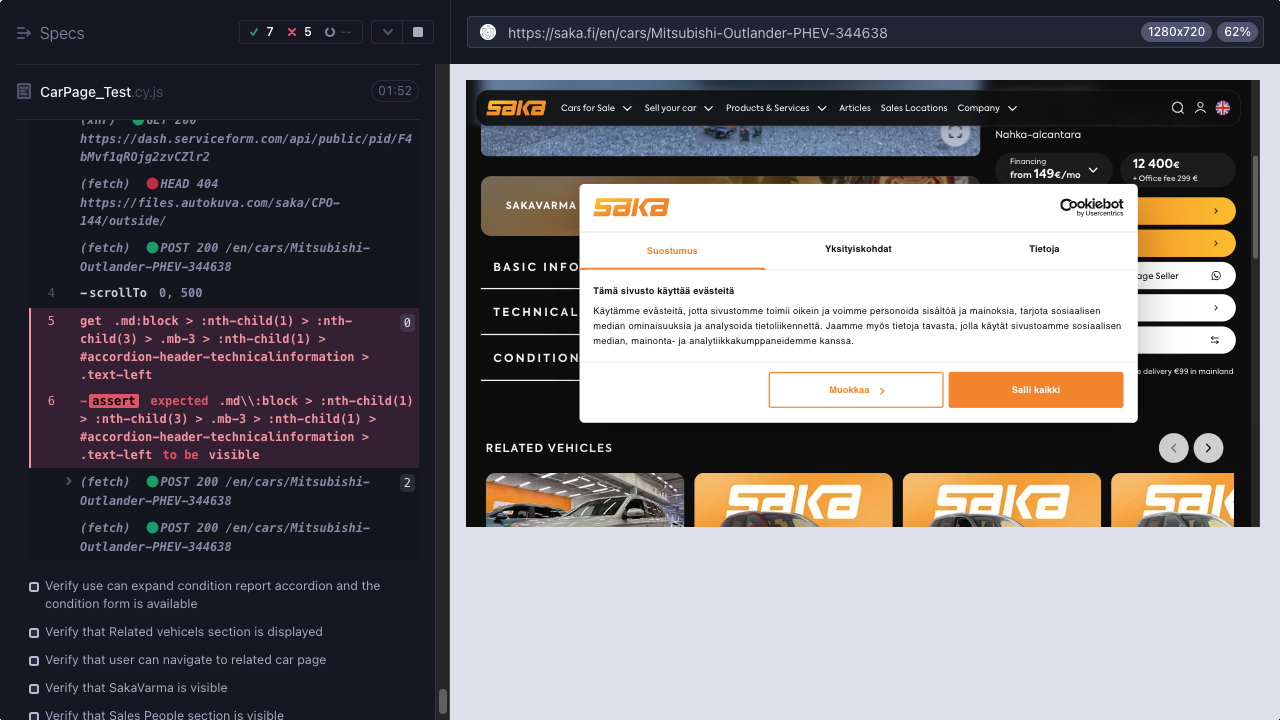 Specs
7
5
--
https://saka.fi/en/cars/Mitsubishi-Outlander-PHEV-344638
1280x720
62%
CarPage_Test.cy.js
01:52
(xhr) GET 200
https://dash.serviceform.com/api/public/pid/F4
bMvf1qROjg2zvCZlr2
(fetch) HEAD 404
https://files.autokuva.com/saka/CPO-
144/outside/
(fetch) POST 200 /en/cars/Mitsubishi-
Outlander-PHEV-344638
4 -scrollTo 0, 500
5 get .md:block > :nth-child(1) > :nth-
child(3) > .mb-3 > :nth-child(1) >
#accordion-header-technicalinformation >
.text-left
0
6 -assert expected .md\\:block > :nth-child(1)
> :nth-child(3) > .mb-3 > :nth-child(1) >
#accordion-header-technicalinformation >
.text-left to be visible
(fetch) POST 200 /en/cars/Mitsubishi-
Outlander-PHEV-344638
2
(fetch) POST 200 /en/cars/Mitsubishi-
Outlander-PHEV-344638
Verify use can expand condition report accordion and the
condition form is available
Verify that Related vehicels section is displayed
Verify that user can navigate to related car page
Verify that SakaVarma is visible
Verify that Sales People section is visible
saka
Cars for Sale
Sell your car
Products & Services
Articles
Sales Locations
Company
Nahka-alcantara
Financing
from 149€/mo
12 400€
+ Office fee 299 €
SAKAVARMA
BASIC INFO
TECHNICAL
CONDITION
age Seller
e delivery €99 in mainland
saka
Cookiebot
by Usercentrics
Suostumus
Yksityiskohdat
Tietoja
Tämä sivusto käyttää evästeitä
Käytämme evästeitä, jotta sivustomme toimii oikein ja voimme personoida sisältöä ja mainoksia, tarjota sosiaalisen
median ominaisuuksia ja analysoida tietoliikennettä. Jaamme myös tietoja tavasta, jolla käytät sivustoamme sosiaalisen
median, mainonta- ja analytiikkakumppaneidemme kanssa.
Muokkaa
Salli kaikki
RELATED VEHICLES
saka
saka
saka